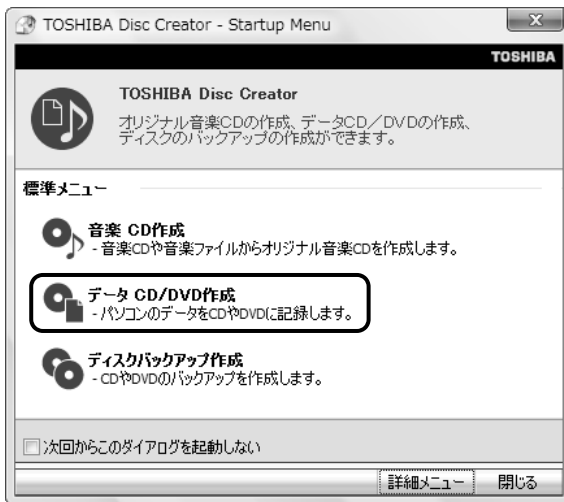 TOSHIBA Disc Creator - Startup Menu
TOSHIBA
TOSHIBA Disc Creator
オリジナル音楽CDの作成、データCD／DVDの作成、
ディスクのバックアップの作成ができます。
標準メニュー
音楽 CD作成
- 音楽CDや音楽ファイルからオリジナル音楽CDを作成します。
データ CD/DVD作成
- パソコンのデータをCDやDVDに記録します。
ディスクバックアップ作成
- CDやDVDのバックアップを作成します。
次回からこのダイアログを起動しない
詳細メニュー 閉じる